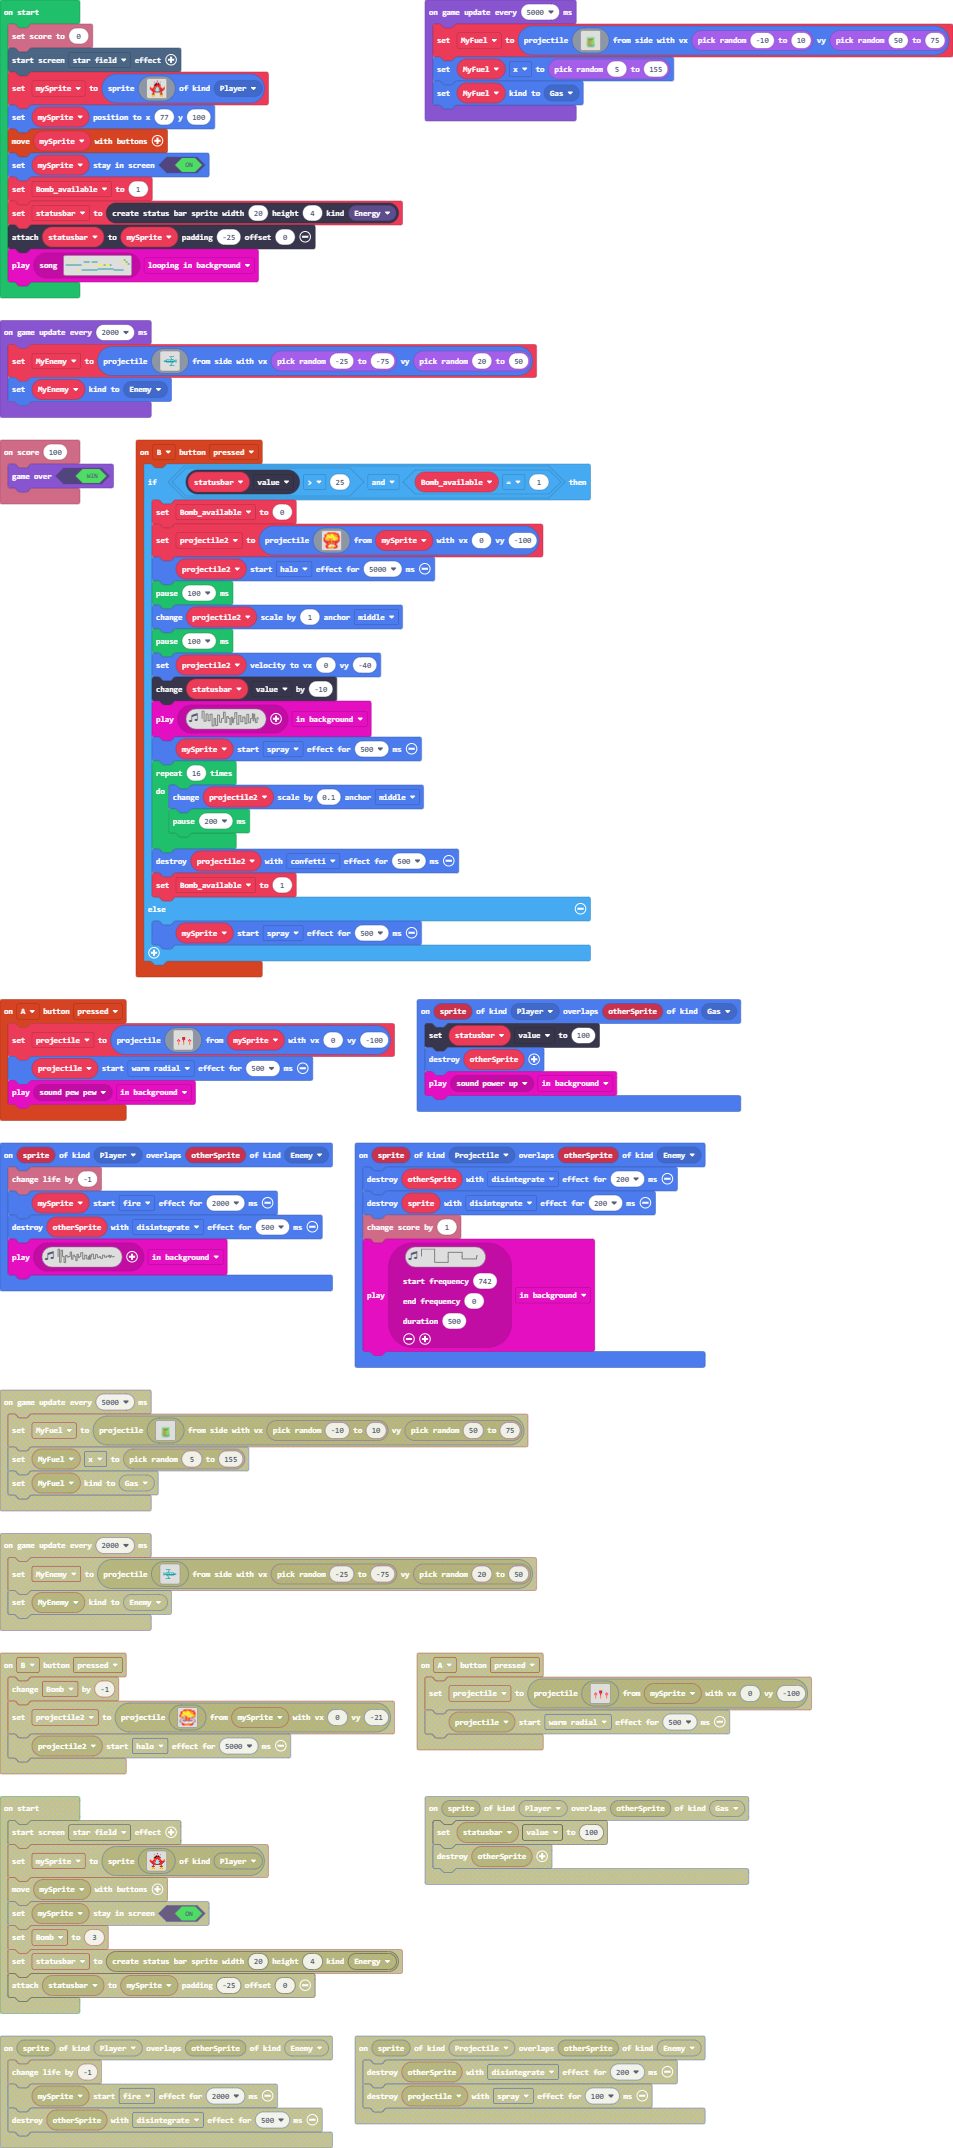 on start
set score to 0
start screen star field effect
set mySprite to sprite of kind Player
set mySprite position to x 77 y 100
move mySprite with buttons
set mySprite stay in screen ON
set Bomb_available to 1
set statusbar to create status bar sprite width 20 height 4 kind Energy
attach statusbar to mySprite padding -25 offset 0
play song looping in background
on game update every 5000 ms
set MyFuel to projectile from side with vx pick random -10 to 10 vy pick random 50 to 75
set MyFuel x to pick random 5 to 155
set MyFuel kind to Gas
on game update every 2000 ms
set MyEnemy to projectile from side with vx pick random -25 to -75 vy pick random 20 to 50
set MyEnemy kind to Enemy
on score 100
game over WIN
on B button pressed
if statusbar value > 25 and Bomb_available = 1 then
set Bomb_available to 0
set projectile2 to projectile from mySprite with vx 0 vy -100
projectile2 start halo effect for 5000 ms
pause 100 ms
change projectile2 scale by 1 anchor middle
pause 100 ms
set projectile2 velocity to vx 0 vy -40
change statusbar value by -10
play in background
mySprite start spray effect for 500 ms
repeat 16 times
do change projectile2 scale by 0.1 anchor middle
pause 200 ms
destroy projectile2 with confetti effect for 500 ms
set Bomb_available to 1
else
mySprite start spray effect for 500 ms
on A button pressed
set projectile to projectile from mySprite with vx 0 vy -100
projectile start warm radial effect for 500 ms
play sound pew pew in background
on sprite of kind Player overlaps otherSprite of kind Gas
set statusbar value to 100
destroy otherSprite
play sound power up in background
on sprite of kind Player overlaps otherSprite of kind Enemy
change life by -1
mySprite start fire effect for 2000 ms
destroy otherSprite with disintegrate effect for 500 ms
play in background
on sprite of kind Projectile overlaps otherSprite of kind Enemy
destroy otherSprite with disintegrate effect for 200 ms
destroy sprite with disintegrate effect for 200 ms
change score by 1
start frequency 742
play end frequency 0 in background
duration 500
on game update every 5000 ms
set MyFuel to projectile from side with vx pick random -10 to 10 vy pick random 50 to 75
set MyFuel x to pick random 5 to 155
set MyFuel kind to Gas
on game update every 2000 ms
set MyEnemy to projectile from side with vx pick random -25 to -75 vy pick random 20 to 50
set MyEnemy kind to Enemy
on B button pressed
change Bomb by -1
set projectile2 to projectile from mySprite with vx 0 vy -21
projectile2 start halo effect for 5000 ms
on A button pressed
set projectile to projectile from mySprite with vx 0 vy -100
projectile start warm radial effect for 500 ms
on start
start screen star field effect
set mySprite to sprite of kind Player
move mySprite with buttons
set mySprite stay in screen ON
set Bomb to 3
set statusbar to create status bar sprite width 20 height 4 kind Energy
attach statusbar to mySprite padding -25 offset 0
on sprite of kind Player overlaps otherSprite of kind Gas
set statusbar value to 100
destroy otherSprite
on sprite of kind Player overlaps otherSprite of kind Enemy
change life by -1
mySprite start fire effect for 2000 ms
destroy otherSprite with disintegrate effect for 500 ms
on sprite of kind Projectile overlaps otherSprite of kind Enemy
destroy otherSprite with disintegrate effect for 200 ms
destroy projectile with spray effect for 100 ms